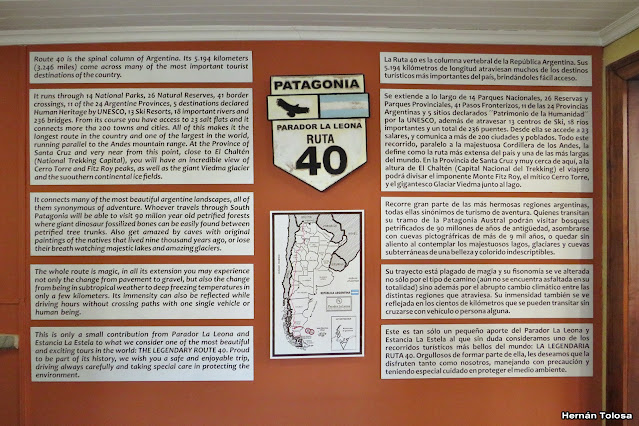 Route 40 is the spinal column of Argentina. Its 5.194 kilometers
(3.246 miles) come across many of the most important tourist
destinations of the country.
It runs through 14 National Parks, 26 Natural Reserves, 41 border
crossings, 11 of the 24 Argentine Provinces, 5 destinations declared
Human Heritage by UNESCO, 13 Ski Resorts, 18 important rivers and
236 bridges. From its course you have access to 23 salt flats and it
connects more tha 200 towns and cities. All of this makes it the
longest route in the country and one of the largest in the world,
running parallel to the Andes mountain range. At the Province of
Santa Cruz and very near from this point, close to El Chaltén
(National Trekking Capital), you will have an incredible view of
Cerro Torre and Fitz Roy peaks, as well as the giant Viedma glacier
and the suouthern continental ice fields.
It connects many of the most beautiful argentine landscapes, all of
them synonymous of adventure. Whoever travels through South
Patagonia will be able to visit 90 milion year old petrified forests
where giant dinosaur fossilized bones can be easily found between
petrified tree trunks. Also get amazed by caves with original
paintings of the natives that lived nine thousand years ago, or lose
their breath watching majestic lakes and amazing glaciers.
The whole route is magic, in all its extension you may experience
not only the change from pavement to gravel, but also the change
from being in subtropical weather to deep freezing temperatures in
only a few kilometers. Its immensity can also be reflected while
driving hours without crossing paths with one single vehicle or
human being.
This is only a small contribution from Parador La Leona and
Estancia La Estela to what we consider one of the most beautiful
and exciting tours in the world: THE LEGENDARY ROUTE 40. Proud
to be part of its history, we wish you a safe and enjoyable trip,
driving always carefully and taking special care in protecting the
environment.
PATAGONIA
PARADOR LA LEONA
RUTA
40
REPUBLICA ARGENTINA
La Ruta 40 es la columna vertebral de la República Argentina. Sus
5.194 kilómetros de longitud atraviesan muchos de los destinos
turísticos más importantes del país, brindándoles fácil acceso.
Se extiende a lo largo de 14 Parques Nacionales, 26 Reservas y
Parques Provinciales, 41 Pasos Fronterizos, 11 de las 24 Provincias
Argentinas y 5 sitios declarados ¨Patrimonio de la Humanidad¨
por la UNESCO, además de atravesar 13 centros de Ski, 18 ríos
importantes y un total de 236 puentes. Desde ella se accede a 23
salares, y comunica a más de 200 ciudades y poblados. Todo este
recorrido, paralelo a la majestuosa Cordillera de los Andes, la
define como la ruta más extensa del país y una de las más largas
del mundo. En la Provincia de Santa Cruz y muy cerca de aquí, a la
altura de El Chaltén (Capital Nacional del Trekking) el viajero
podrá divisar el imponente Monte Fitz Roy, el mítico Cerro Torre,
y el gigantesco Glaciar Viedma junto al lago.
Recorre gran parte de las más hermosas regiones argentinas,
todas ellas sinónimos de turismo de aventura. Quienes transitan
su tramo de la Patagonia Austral podrán visitar bosques
petrificados de 90 millones de años de antigüedad, asombrarse
con cuevas pictográficas de más de 9 mil años, o quedar sin
aliento al contemplar los majestuosos lagos, glaciares y cuevas
subterráneas de una belleza y colorido indescriptibles.
Su trayecto está plagado de magia y su fisonomía se ve alterada
no sólo por el tipo de camino (aun no se encuentra asfaltada en su
totalidad) sino además por el abrupto cambio climático entre las
distintas regiones que atraviesa. Su inmensidad también se ve
reflejada en los cientos de kilómetros que se pueden transitar sin
cruzarse con vehículo o persona alguna.
Este es tan sólo un pequeño aporte del Parador La Leona y
Estancia La Estela al que sin duda consideramos uno de los
recorridos turísticos más bellos del mundo: LA LEGENDARIA
RUTA 40. Orgullosos de formar parte de ella, les deseamos que la
disfruten tanto como nosotros, manejando con precaución y
teniendo especial cuidado en proteger el medio ambiente.
Hernán Tolosa